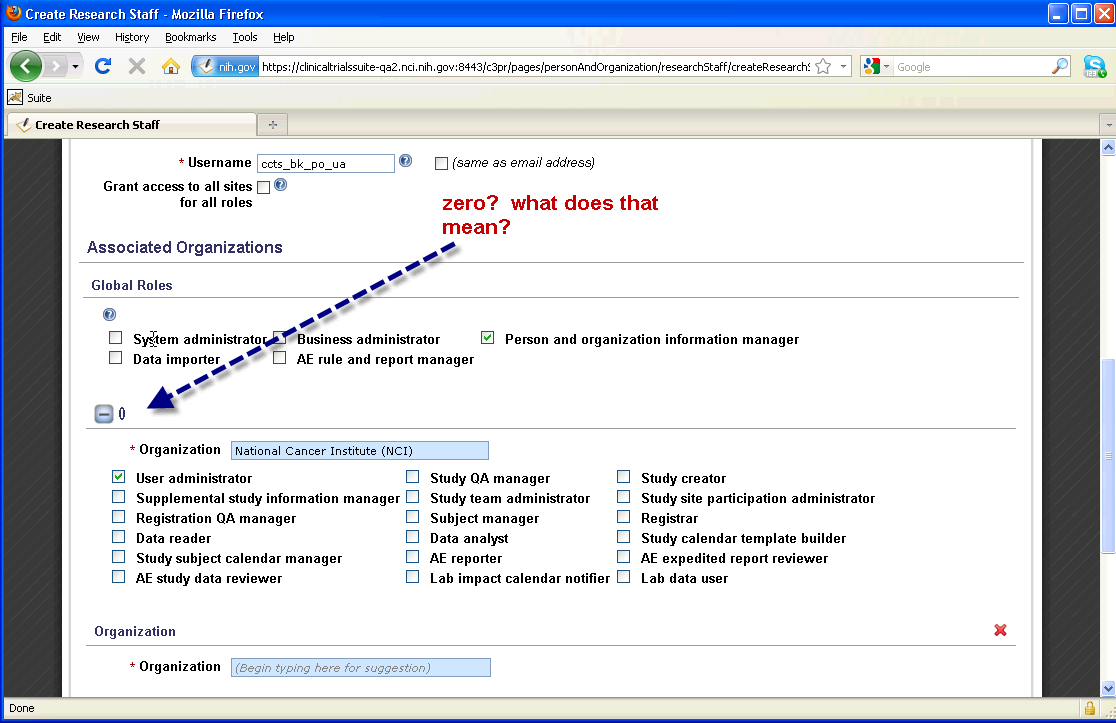 Create Research Staff - Mozilla Firefox
File Edit View History Bookmarks Tools Help
nih.gov https://clinicaltrialssuite-qa2.nci.nih.gov:8443/c3pr/pages/personAndOrganization/researchStaff/createResearchS
Google
Suite
Create Research Staff
* Username ccts_bk_po_ua ? (same as email address)
Grant access to all sites ?
for all roles
zero? what does that
mean?
Associated Organizations
Global Roles
?
System administrator Business administrator Person and organization information manager
Data importer AE rule and report manager
0
* Organization National Cancer Institute (NCI)
User administrator Study QA manager Study creator
Supplemental study information manager Study team administrator Study site participation administrator
Registration QA manager Subject manager Registrar
Data reader Data analyst Study calendar template builder
Study subject calendar manager AE reporter AE expedited report reviewer
AE study data reviewer Lab impact calendar notifier Lab data user
Organization
* Organization (Begin typing here for suggestion)
Done